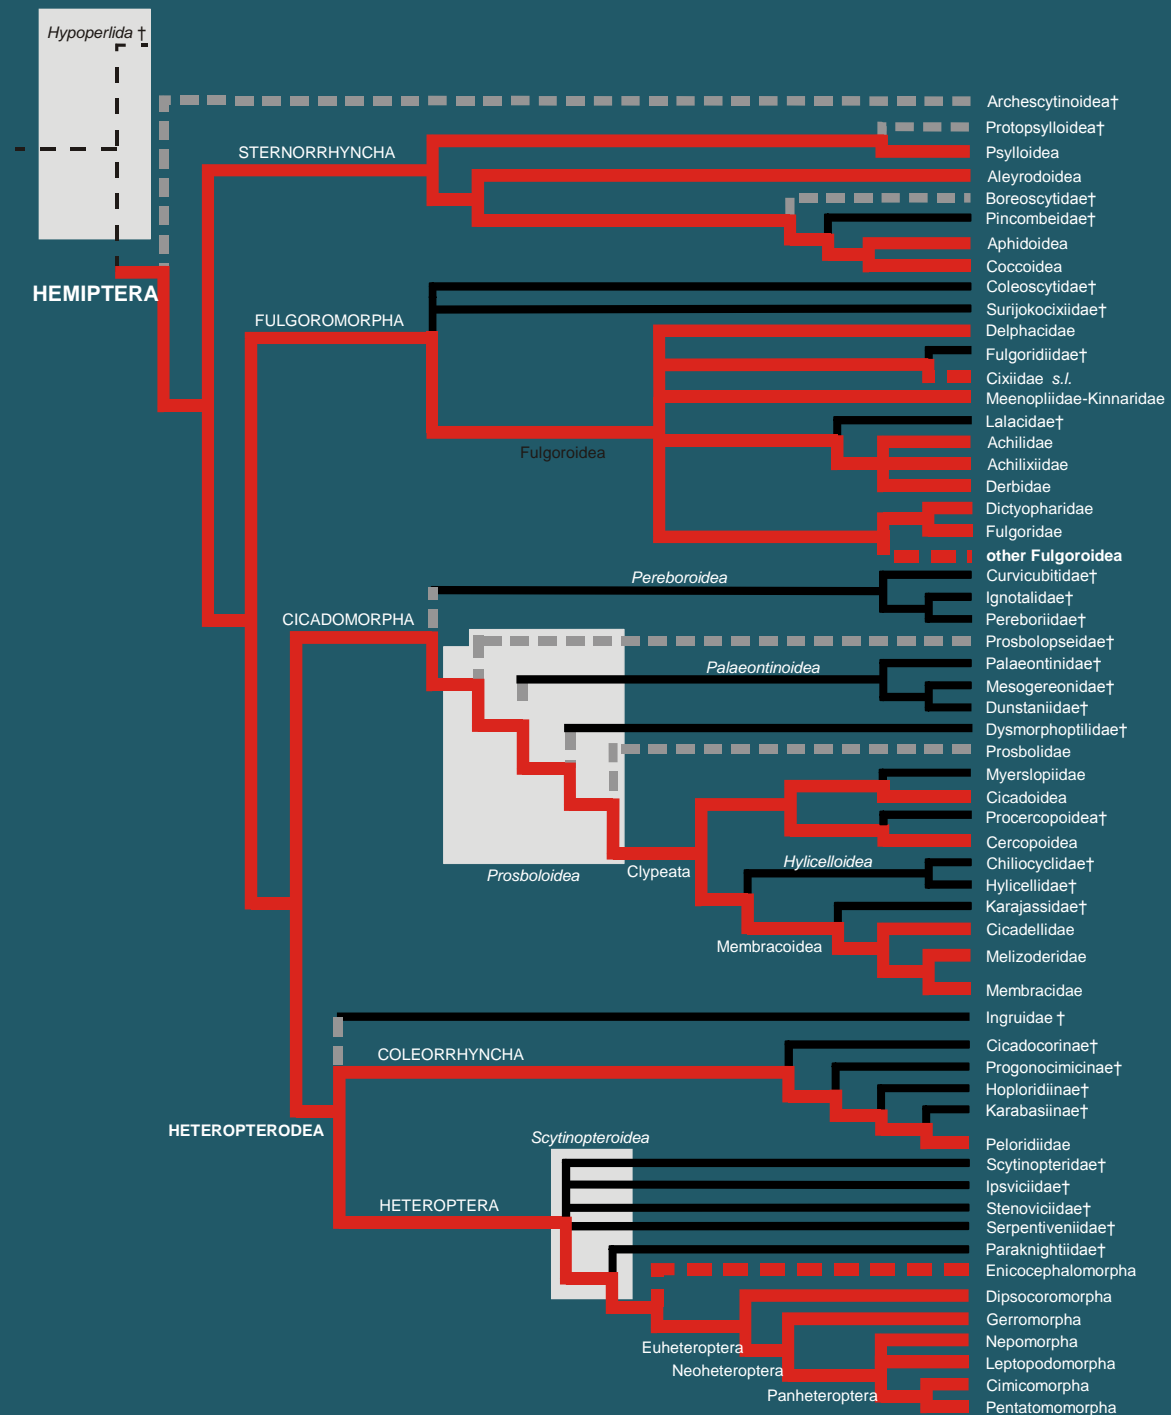 Hypoperlida †
Archescytinoidea†
Protopsylloidea†
STERNORRHYNCHA
Psylloidea
Aleyrodoidea
Boreoscytidae†
Pincombeidae†
Aphidoidea
Coccoidea
HEMIPTERA
Coleoscytidae†
Surijokocixiidae†
FULGOROMORPHA
Delphacidae
Fulgoridiidae†
Cixiidae s.l.
Meenopliidae-Kinnaridae
Lalacidae†
Achilidae
Fulgoroidea
Achilixiidae
Derbidae
Dictyopharidae
Fulgoridae
other Fulgoroidea
Pereboroidea
Curvicubitidae†
Ignotalidae†
Pereboriidae†
CICADOMORPHA
Prosbolopseidae†
Palaeontinoidea
Palaeontinidae†
Mesogereonidae†
Dunstaniidae†
Dysmorphoptilidae†
Prosbolidae
Myerslopiidae
Cicadoidea
Procercopoidea†
Cercopoidea
Hylicelloidea
Chiliocyclidae†
Prosboloidea
Clypeata
Hylicellidae†
Karajassidae†
Cicadellidae
Membracoidea
Melizoderidae
Membracidae
Ingruidae †
Cicadocorinae†
COLEORRHYNCHA
Progonocimicinae†
Hoploridiinae†
Karabasiinae†
HETEROPTERODEA
Scytinopteroidea
Peloridiidae
Scytinopteridae†
Ipsviciidae†
HETEROPTERA
Stenoviciidae†
Serpentiveniidae†
Paraknightiidae†
Enicocephalomorpha
Dipsocoromorpha
Gerromorpha
Euheteroptera
Nepomorpha
Neoheteroptera
Leptopodomorpha
Cimicomorpha
Panheteroptera
Pentatomomorpha